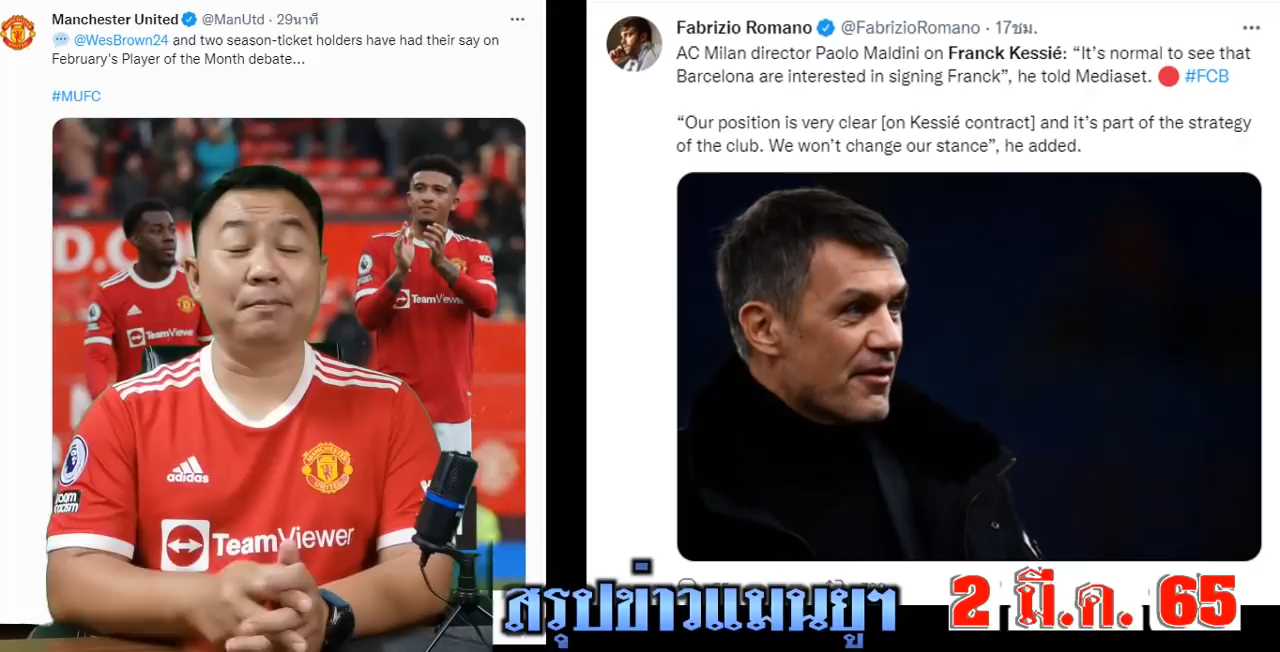 Manchester United @ManUtd · 29นาที
💬 @WesBrown24 and two season-ticket holders have had their say on
February's Player of the Month debate...
#MUFC
D.CO
TeamViewer
TeamViewer
adidas
MANCHESTER
UNITED
TeamViewer
Fabrizio Romano @FabrizioRomano · 17ชม.
AC Milan director Paolo Maldini on Franck Kessié: “It’s normal to see that
Barcelona are interested in signing Franck”, he told Mediaset. 🔴 #FCB
“Our position is very clear [on Kessié contract] and it’s part of the strategy
of the club. We won’t change our stance”, he added.
สรุปข่าวแมนยูฯ
2 มี.ค. 65